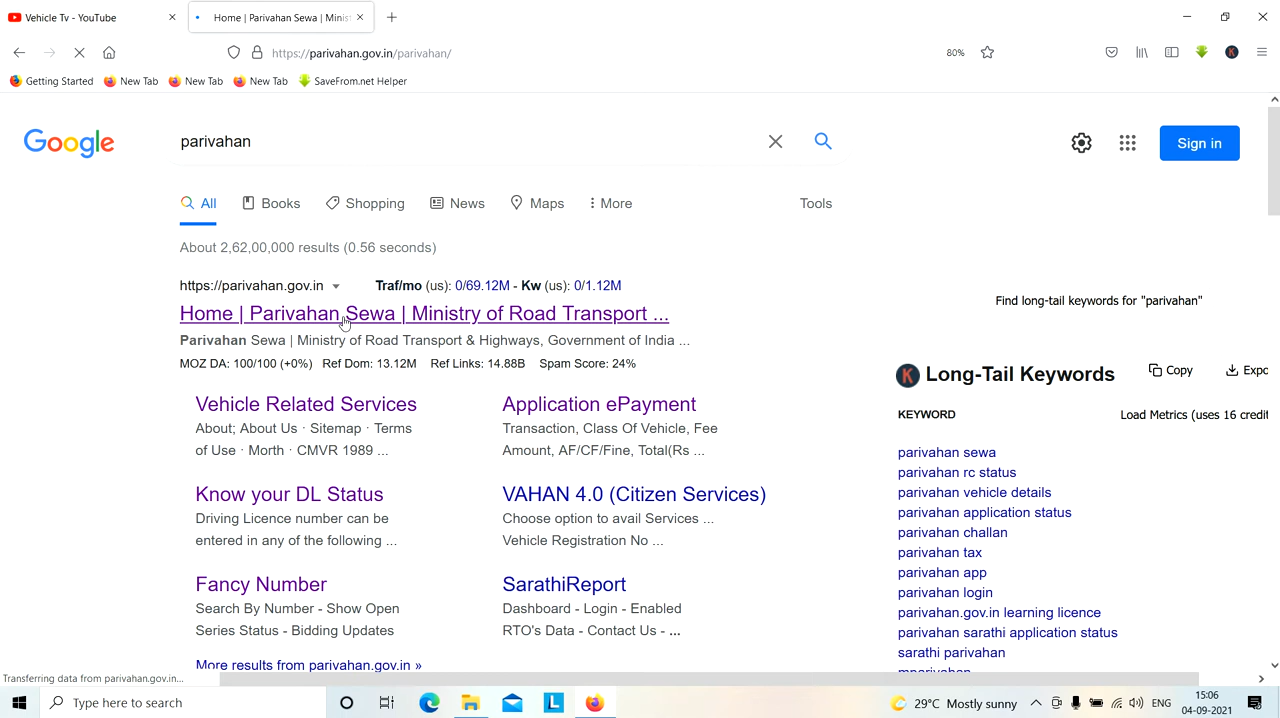 Vehicle Tv - YouTube
Home | Parivahan Sewa | Minis
https://parivahan.gov.in/parivahan/
80%
Getting Started
New Tab
New Tab
New Tab
SaveFrom.net Helper
Google
parivahan
Sign in
All
Books
Shopping
News
Maps
More
Tools
About 2,62,00,000 results (0.56 seconds)
https://parivahan.gov.in
Traf/mo (us): 0/69.12M - Kw (us): 0/1.12M
Home | Parivahan Sewa | Ministry of Road Transport ...
Parivahan Sewa | Ministry of Road Transport & Highways, Government of India ...
MOZ DA: 100/100 (+0%) Ref Dom: 13.12M Ref Links: 14.88B Spam Score: 24%
Vehicle Related Services
About; About Us · Sitemap · Terms
of Use · Morth · CMVR 1989 ...
Application ePayment
Transaction, Class Of Vehicle, Fee
Amount, AF/CF/Fine, Total(Rs ...
Know your DL Status
Driving Licence number can be
entered in any of the following ...
VAHAN 4.0 (Citizen Services)
Choose option to avail Services ...
Vehicle Registration No ...
Fancy Number
Search By Number - Show Open
Series Status - Bidding Updates
SarathiReport
Dashboard - Login - Enabled
RTO's Data - Contact Us - ...
More results from parivahan.gov.in »
Find long-tail keywords for "parivahan"
K Long-Tail Keywords
Copy
Expo
KEYWORD
Load Metrics (uses 16 credit
parivahan sewa
parivahan rc status
parivahan vehicle details
parivahan application status
parivahan challan
parivahan tax
parivahan app
parivahan login
parivahan.gov.in learning licence
parivahan sarathi application status
sarathi parivahan
mparivahan
Transferring data from parivahan.gov.in...
Type here to search
L
29°C Mostly sunny
ENG
15:06
04-09-2021